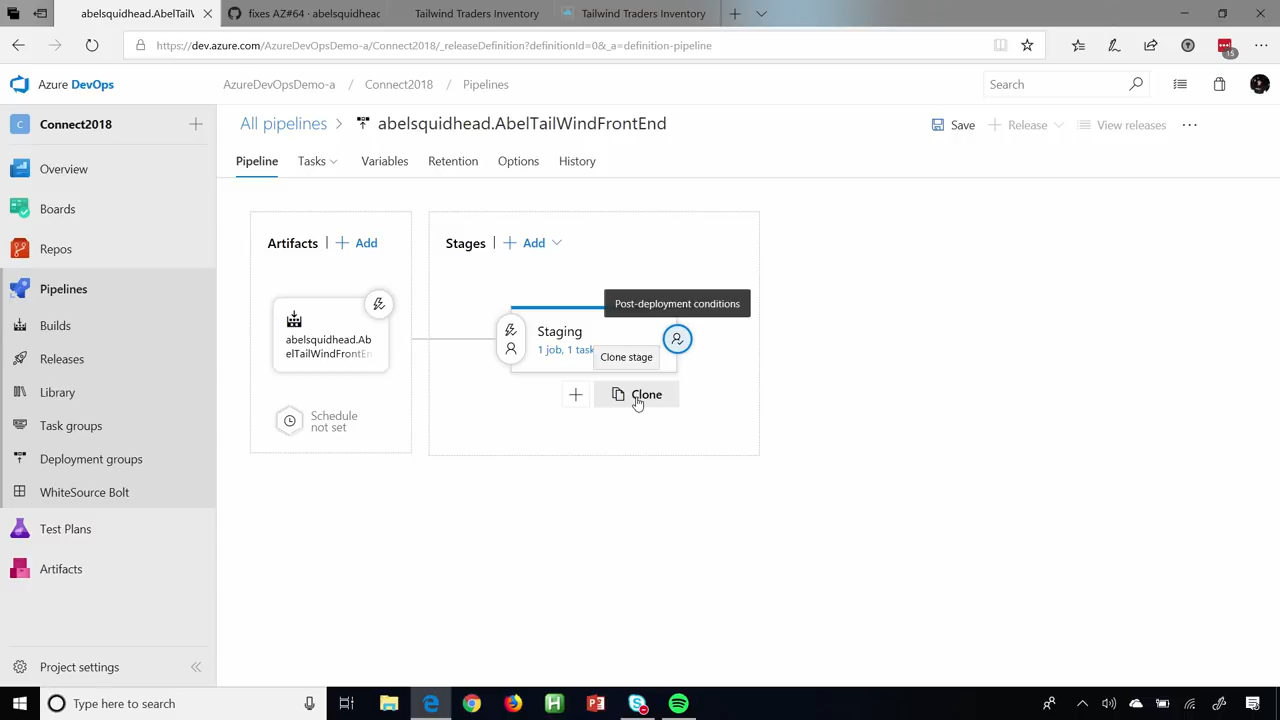 abelsquidhead.AbelTail
fixes AZ#64 · abelsquidhead
Tailwind Traders Inventory
Tailwind Traders Inventory
https://dev.azure.com/AzureDevOpsDemo-a/Connect2018/_releaseDefinition?definitionId=0&_a=definition-pipeline
15
Azure DevOps
AzureDevOpsDemo-a / Connect2018 / Pipelines
Search
C Connect2018
All pipelines > abelsquidhead.AbelTailWindFrontEnd
Save
Release
View releases
Overview
Boards
Repos
Pipelines
Builds
Releases
Library
Task groups
Deployment groups
WhiteSource Bolt
Test Plans
Artifacts
Project settings
Pipeline
Tasks
Variables
Retention
Options
History
Artifacts | + Add
Stages | + Add
abelsquidhead.Ab
elTailWindFrontEn
Schedule
not set
Post-deployment conditions
Staging
1 job, 1 task
Clone stage
Clone
Type here to search